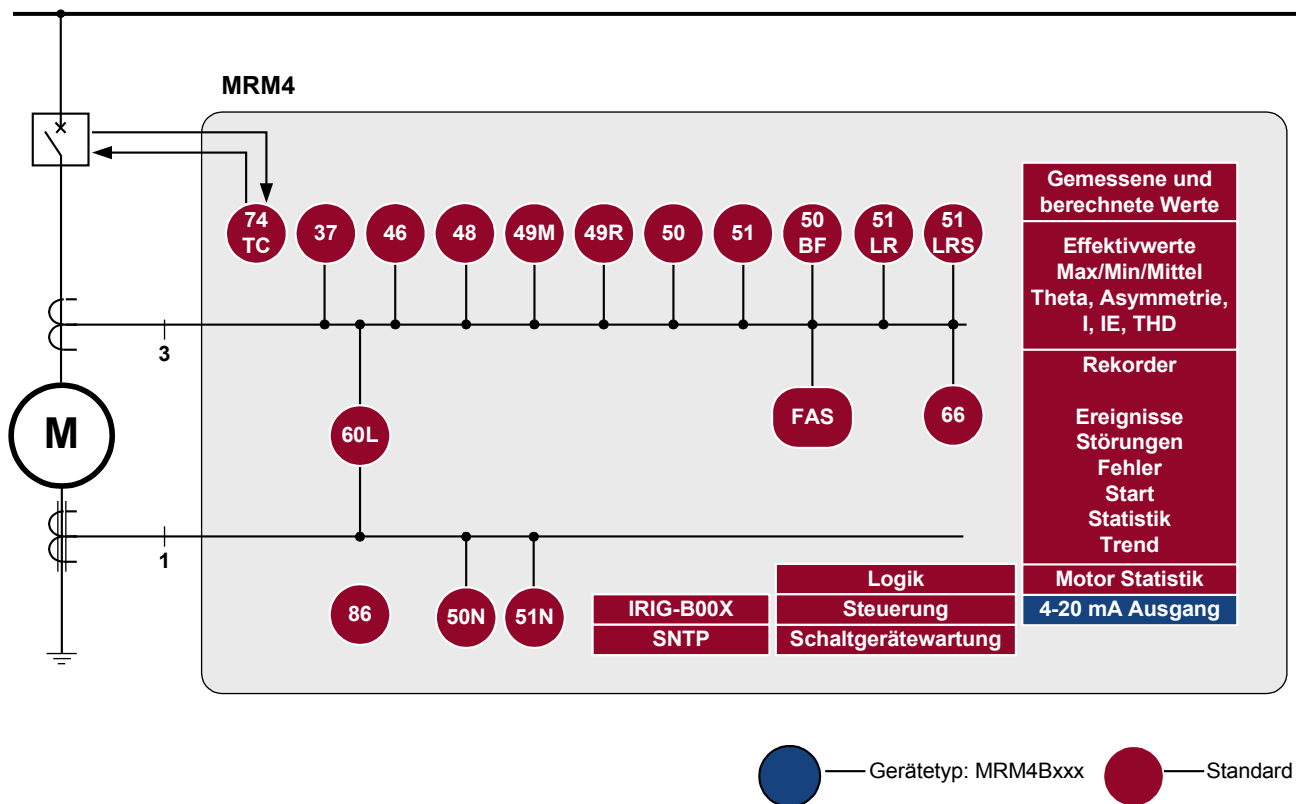 MRM4
74
TC
37
46
48
49M
49R
50
51
50
BF
51
LR
51
LRS
3
M
60L
FAS
66
1
86
50N
51N
Gemessene und
berechnete Werte
Effektivwerte
Max/Min/Mittel
Theta, Asymmetrie,
I, IE, THD
Rekorder
Ereignisse
Störungen
Fehler
Start
Statistik
Trend
Logik
Motor Statistik
IRIG-B00X
Steuerung
4-20 mA Ausgang
SNTP
Schaltgerätewartung
Gerätetyp: MRM4Bxxx
Standard